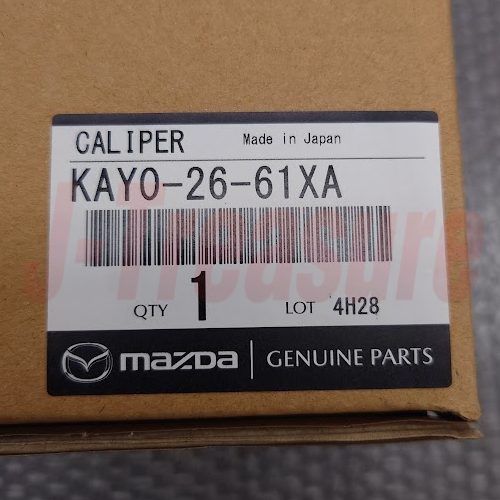 CALIPER Made in Japan
KAY0-26-61XA
J-Treasure
QTY 1 LOT 4H28
mazda GENUINE PARTS